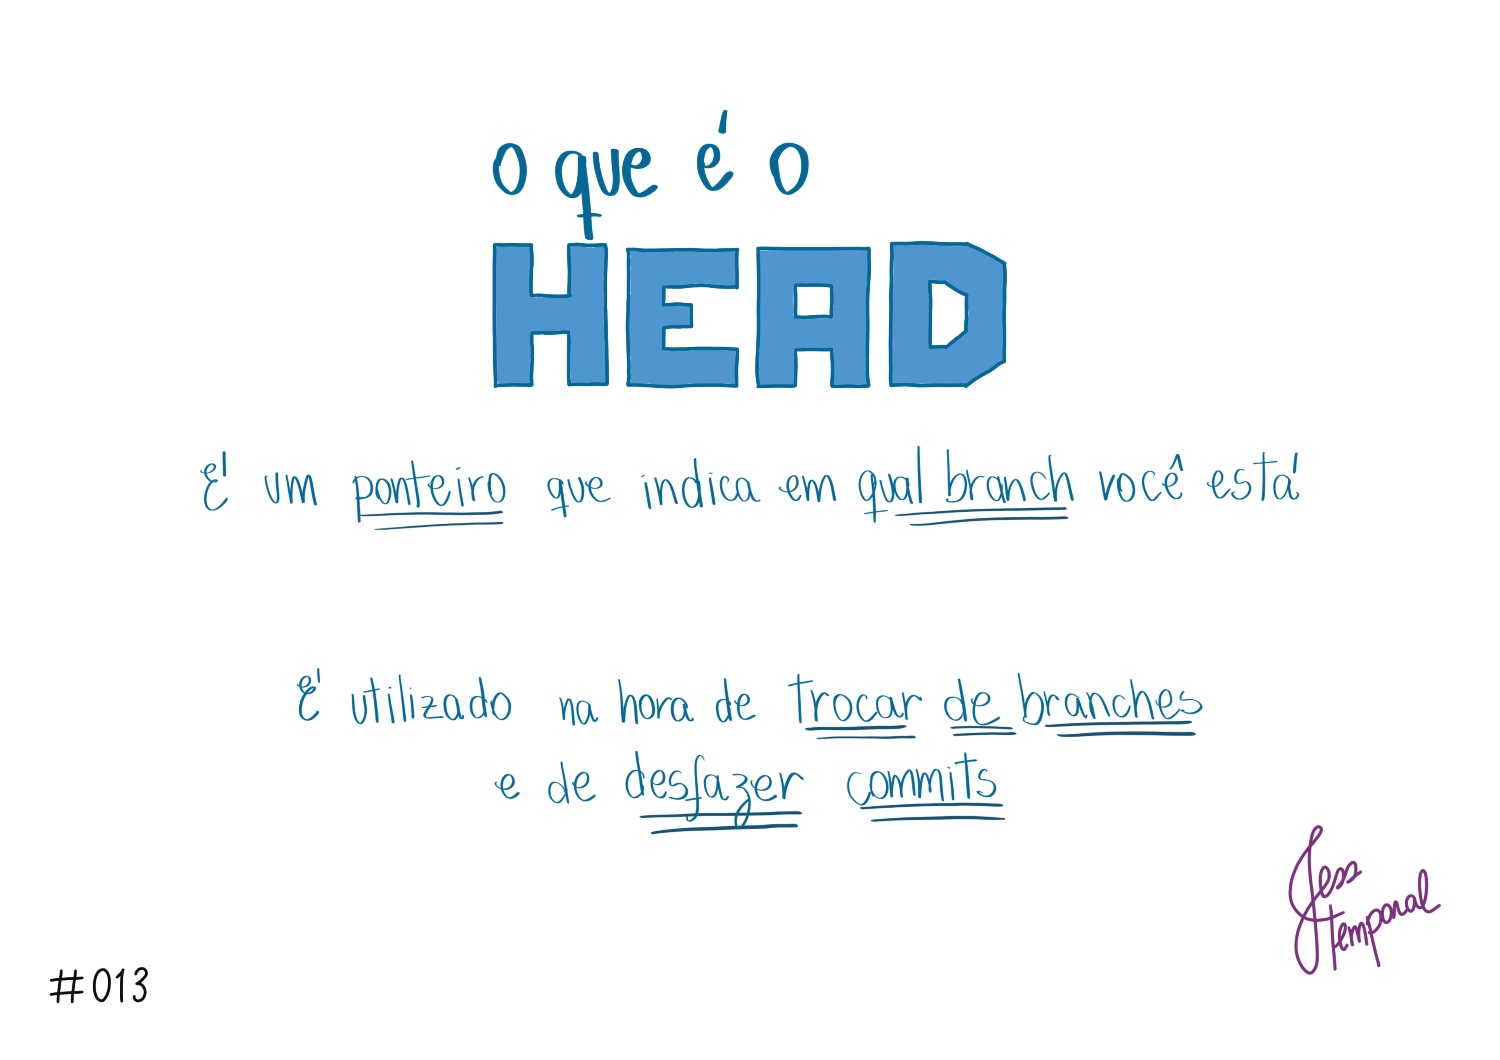 o que é o
HEAD
É um ponteiro que indica em qual branch você está
É utilizado na hora de trocar de branches
e de desfazer commits
Jess
temporal
#013